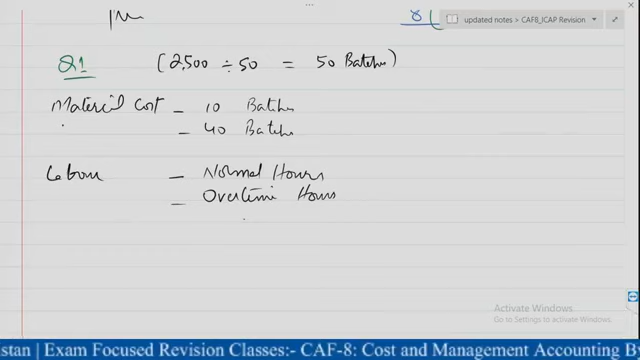 updated notes > CAF8_ICAP Revision
Q1 (2,500 ÷ 50 = 50 Batches)
Material Cost – 10 Batches
– 40 Batches
Labour – Normal Hours
– Overtime Hours
Activate Windows
Go to Settings to activate Windows.
istan | Exam Focused Revision Classes:- CAF-8: Cost and Management Accounting B